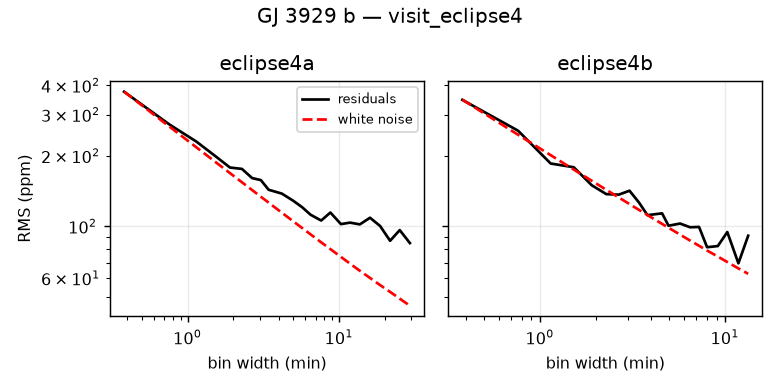 GJ 3929 b — visit_eclipse4
eclipse4a
eclipse4b
4 × 10²
3 × 10²
2 × 10²
10²
6 × 10¹
RMS (ppm)
residuals
white noise
10⁰
10¹
10⁰
10¹
bin width (min)
bin width (min)